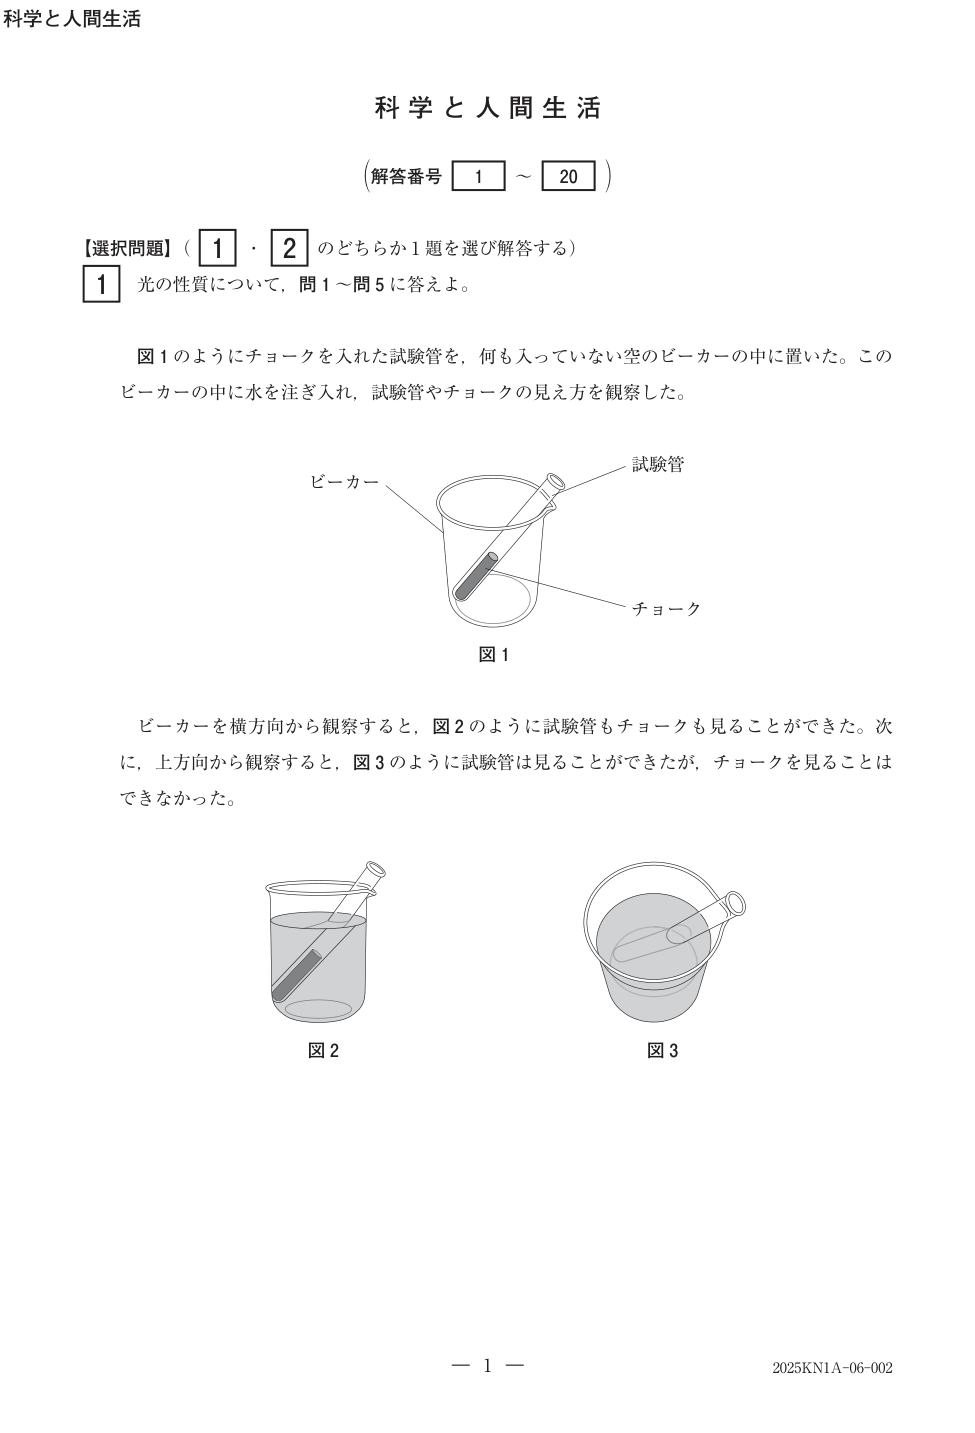 科学と人間生活
科学と人間生活
(解答番号 1 ～ 20 )
【選択問題】( 1 ・ 2 のどちらか1題を選び解答する)
1 光の性質について，問1～問5に答えよ。
図1のようにチョークを入れた試験管を，何も入っていない空のビーカーの中に置いた。この
ビーカーの中に水を注ぎ入れ，試験管やチョークの見え方を観察した。
試験管
ビーカー
チョーク
図1
ビーカーを横方向から観察すると，図2のように試験管もチョークも見ることができた。次
に，上方向から観察すると，図3のように試験管は見ることができたが，チョークを見ることは
できなかった。
図2
図3
— 1 —
2025KN1A-06-002